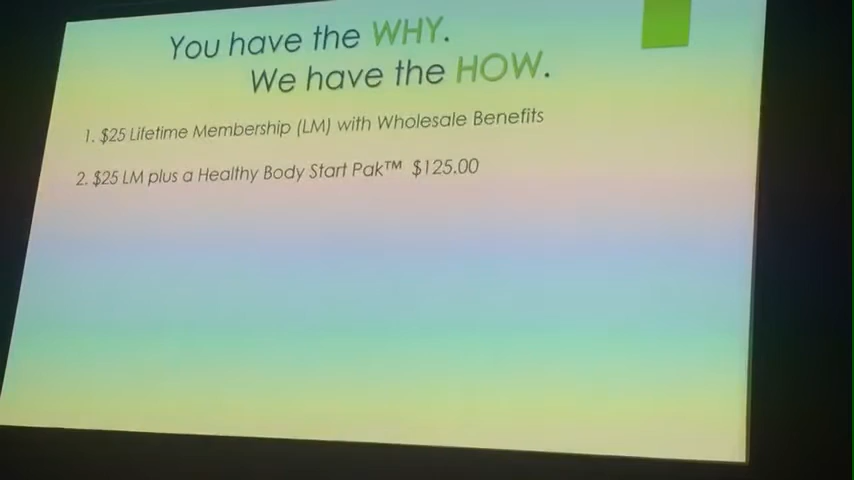 You have the WHY.
We have the HOW.
1. $25 Lifetime Membership (LM) with Wholesale Benefits
2. $25 LM plus a Healthy Body Start Pak™ $125.00